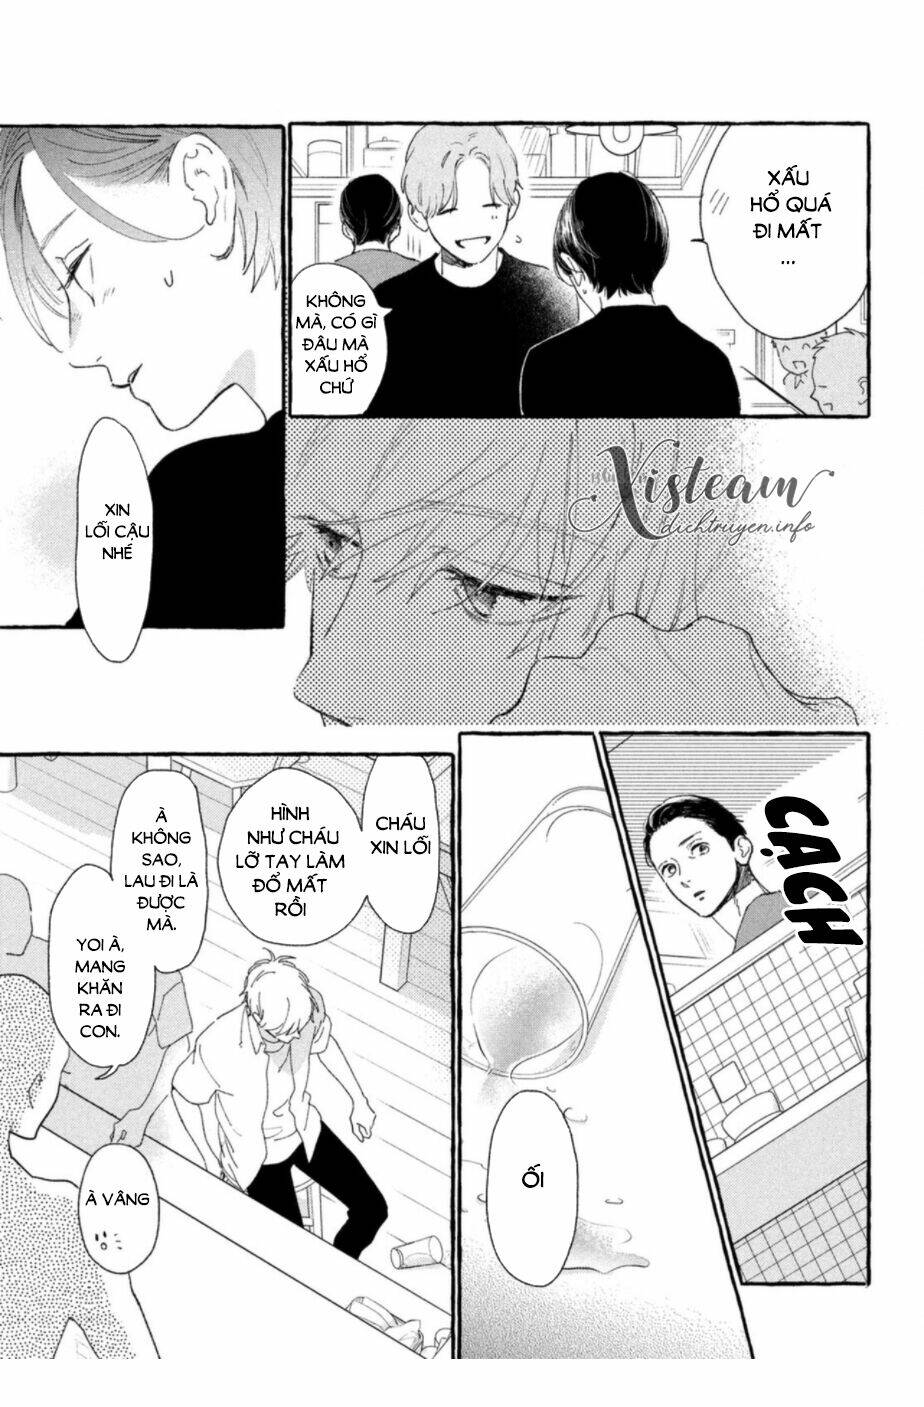 XẤU
HỔ QUÁ
ĐI MẤT
...
KHÔNG
MÀ, CÓ GÌ
ĐÂU MÀ
XẤU HỔ
CHỨ
XIN
LỖI CẬU
NHÉ
Xisteam
dichtruyen.info
CẠCH
ỐI
CHÁU
XIN LỖI
HÌNH
NHƯ CHÁU
LỠ TAY LÀM
ĐỔ MẤT
RỒI
À
KHÔNG
SAO,
LAU ĐI LÀ
ĐƯỢC
MÀ.
YOI À,
MANG
KHĂN
RA ĐI
CON.
À VÂNG